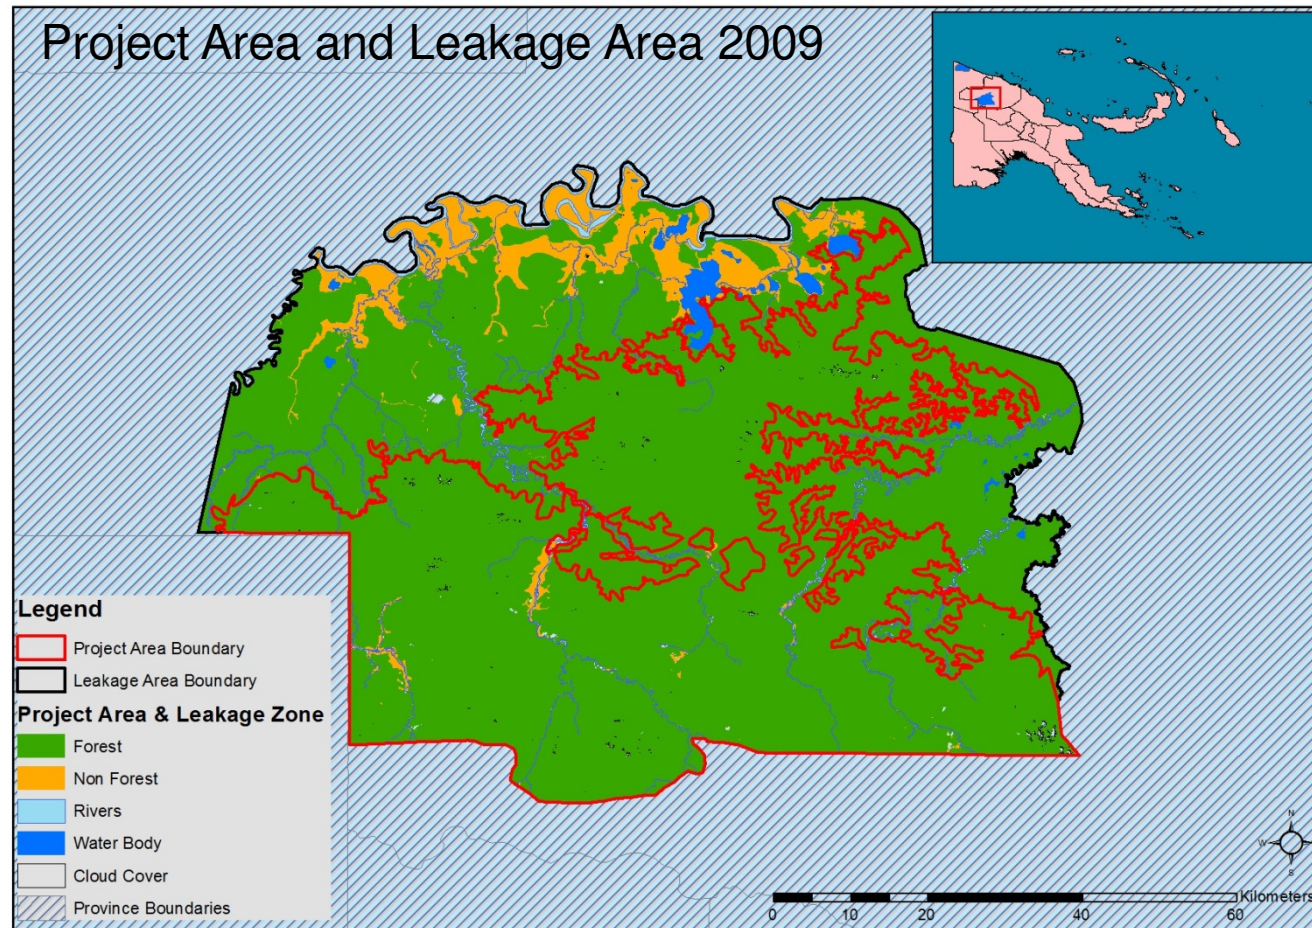 Project Area and Leakage Area 2009
Legend
Project Area Boundary
Leakage Area Boundary
Project Area & Leakage Zone
Forest
Non Forest
Rivers
Water Body
Cloud Cover
Province Boundaries
N
W
S
Kilometers
0 10 20 40 60